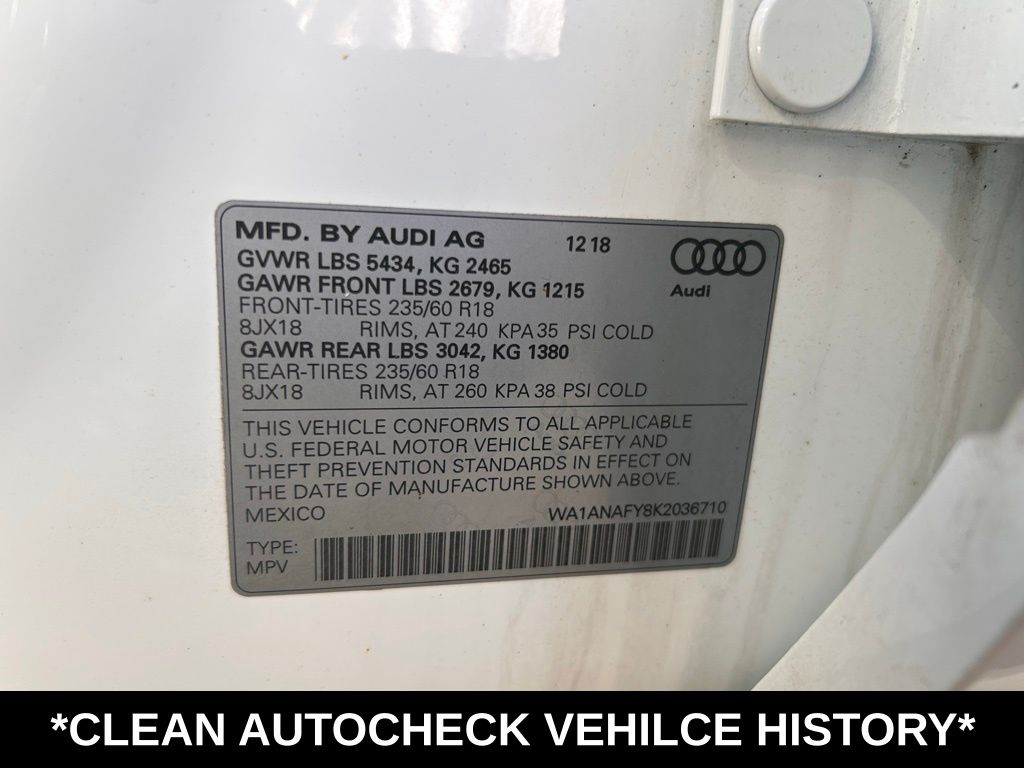 MFD. BY AUDI AG 12 18
GVWR LBS 5434, KG 2465
GAWR FRONT LBS 2679, KG 1215
Audi
FRONT-TIRES 235/60 R18
8JX18 RIMS, AT 240 KPA 35 PSI COLD
GAWR REAR LBS 3042, KG 1380
REAR-TIRES 235/60 R18
8JX18 RIMS, AT 260 KPA 38 PSI COLD
THIS VEHICLE CONFORMS TO ALL APPLICABLE
U.S. FEDERAL MOTOR VEHICLE SAFETY AND
THEFT PREVENTION STANDARDS IN EFFECT ON
THE DATE OF MANUFACTURE SHOWN ABOVE.
MEXICO WA1ANAFY8K2036710
TYPE:
MPV
*CLEAN AUTOCHECK VEHILCE HISTORY*